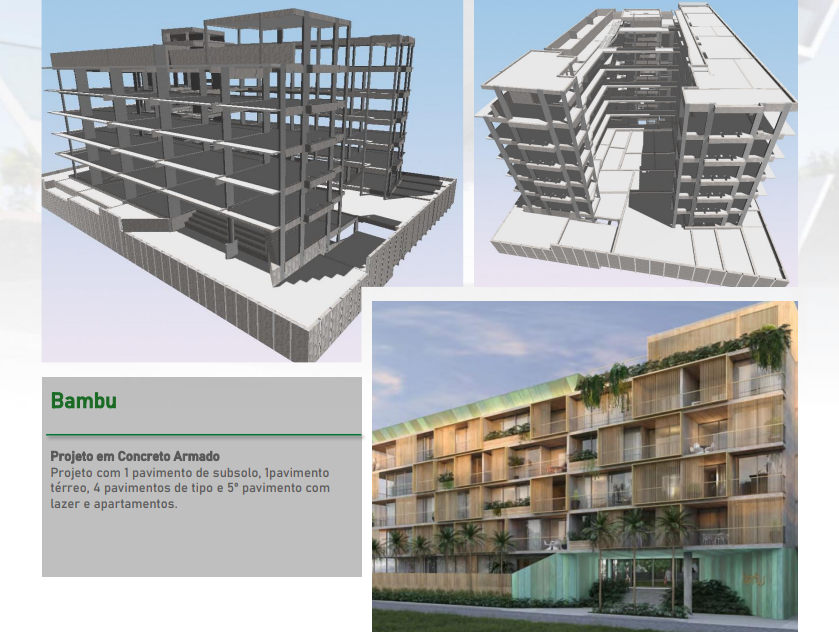 Bambu
Projeto em Concreto Armado
Projeto com 1 pavimento de subsolo, 1pavimento
térreo, 4 pavimentos de tipo e 5º pavimento com
lazer e apartamentos.